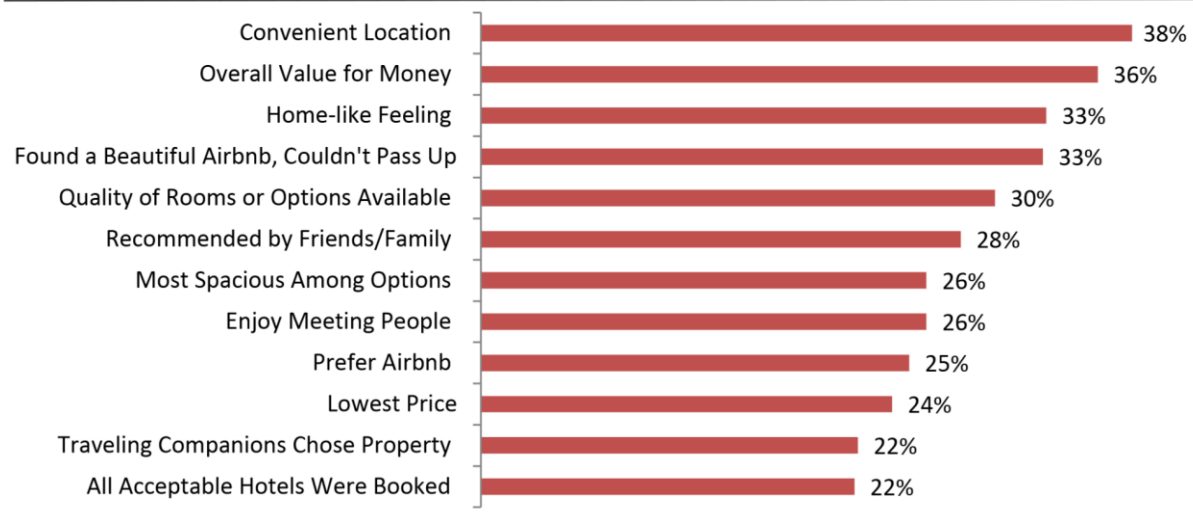 Convenient Location 38%
Overall Value for Money 36%
Home-like Feeling 33%
Found a Beautiful Airbnb, Couldn't Pass Up 33%
Quality of Rooms or Options Available 30%
Recommended by Friends/Family 28%
Most Spacious Among Options 26%
Enjoy Meeting People 26%
Prefer Airbnb 25%
Lowest Price 24%
Traveling Companions Chose Property 22%
All Acceptable Hotels Were Booked 22%